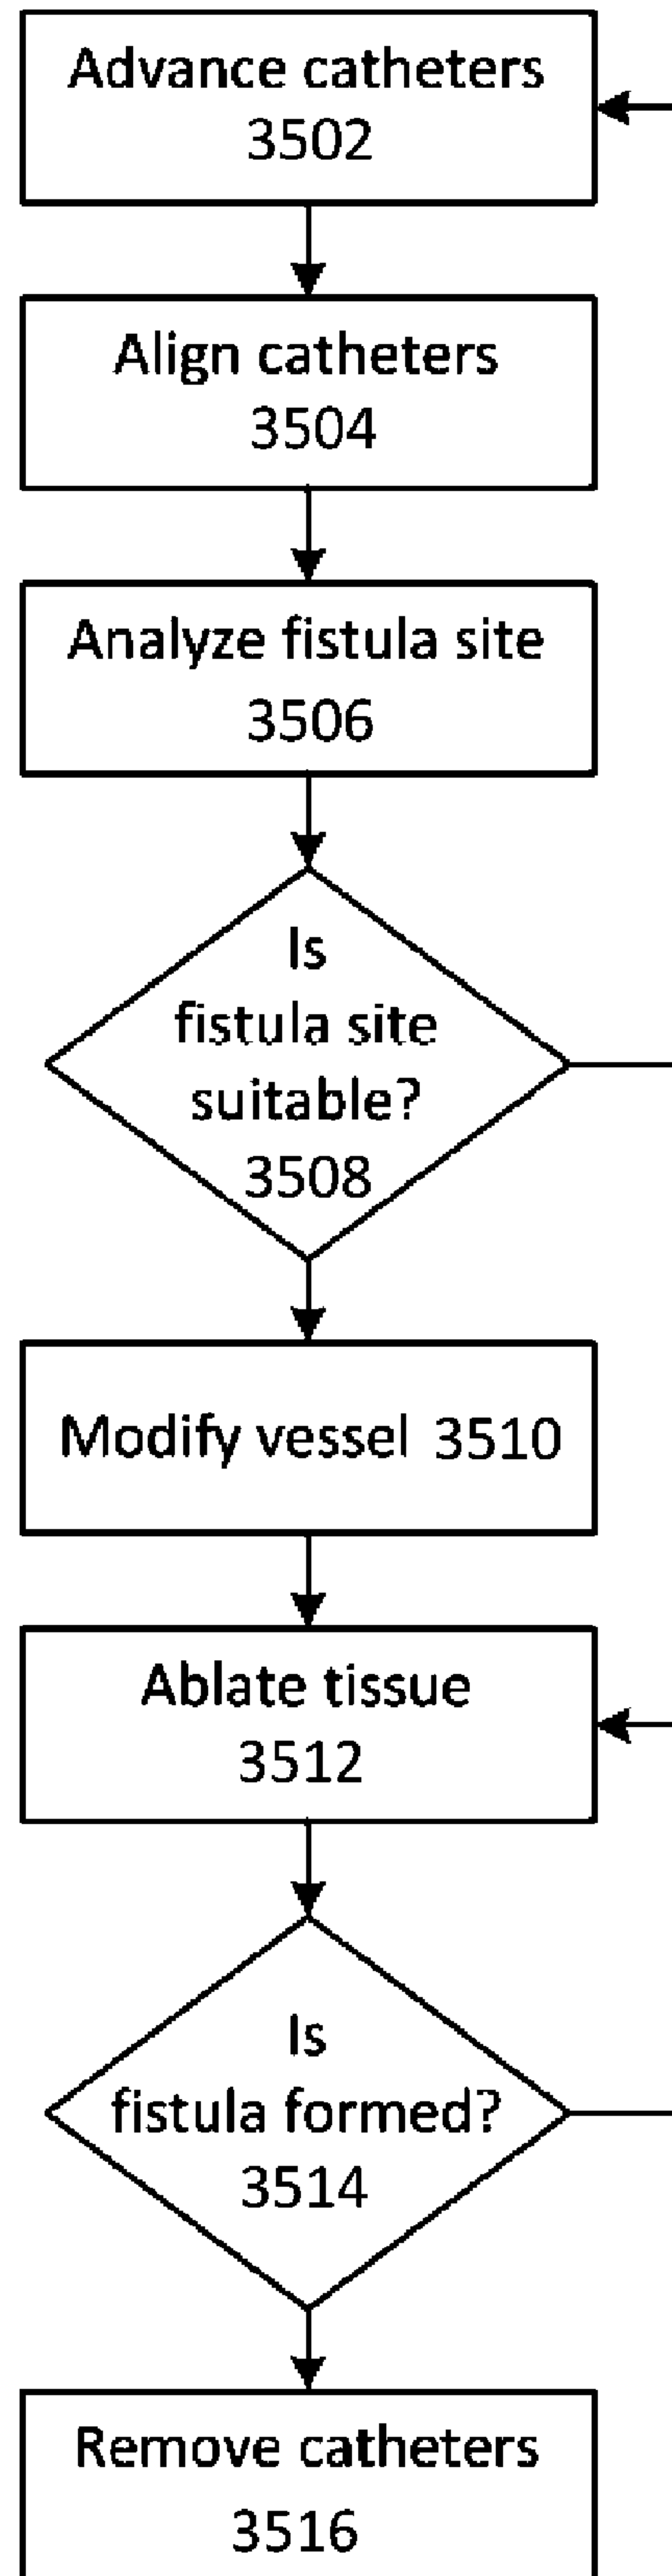 Advance catheters
3502
Align catheters
3504
Analyze fistula site
3506
Is
fistula site
suitable?
3508
Modify vessel 3510
Ablate tissue
3512
Is
fistula formed?
3514
Remove catheters
3516